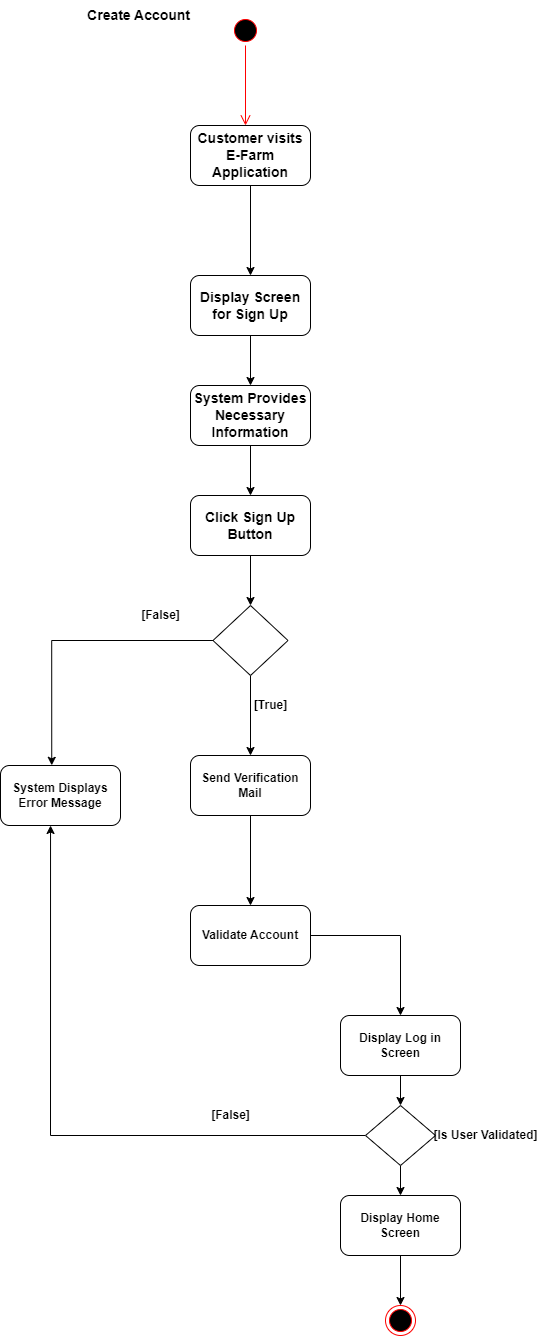 Create Account
Customer visits
E-Farm
Application
Display Screen
for Sign Up
System Provides
Necessary
Information
Click Sign Up
Button
[False]
[True]
Send Verification
Mail
System Displays
Error Message
Validate Account
Display Log in
Screen
[False]
[Is User Validated]
Display Home
Screen